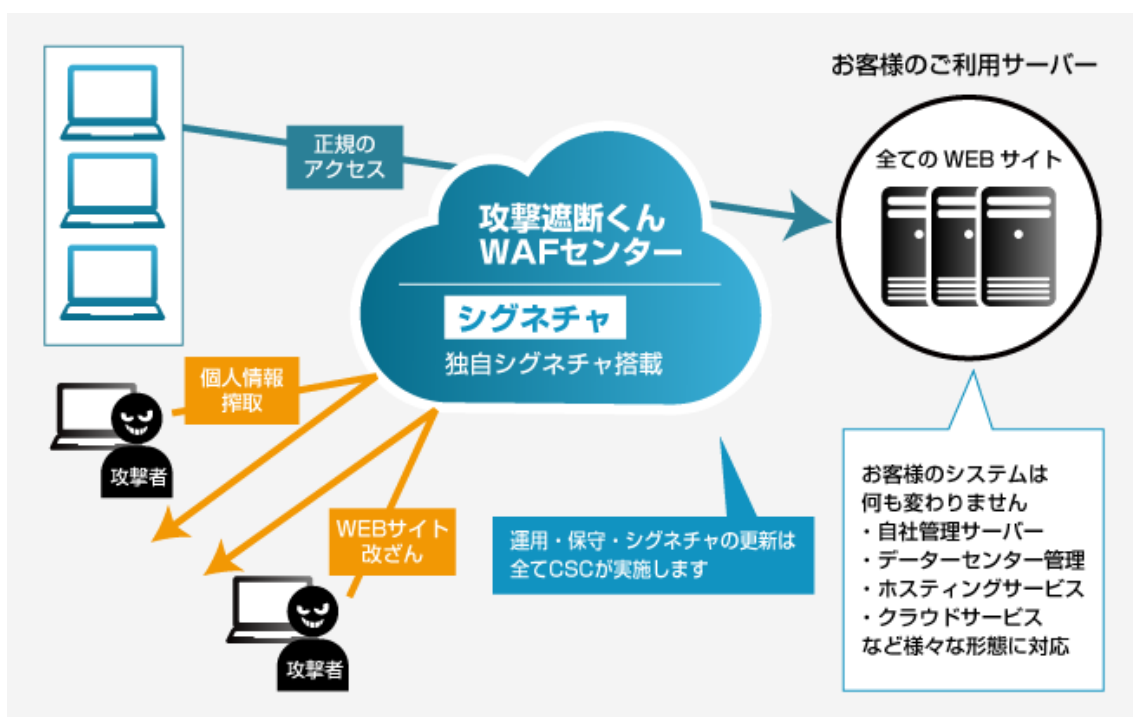 お客様のご利用サーバー
正規の
アクセス
全てのWEBサイト
攻撃遮断くん
WAFセンター
シグネチャ
独自シグネチャ搭載
個人情報
搾取
攻撃者
WEBサイト
改ざん
攻撃者
運用・保守・シグネチャの更新は
全てCSCが実施します
お客様のシステムは
何も変わりません
・自社管理サーバー
・データーセンター管理
・ホスティングサービス
・クラウドサービス
など様々な形態に対応